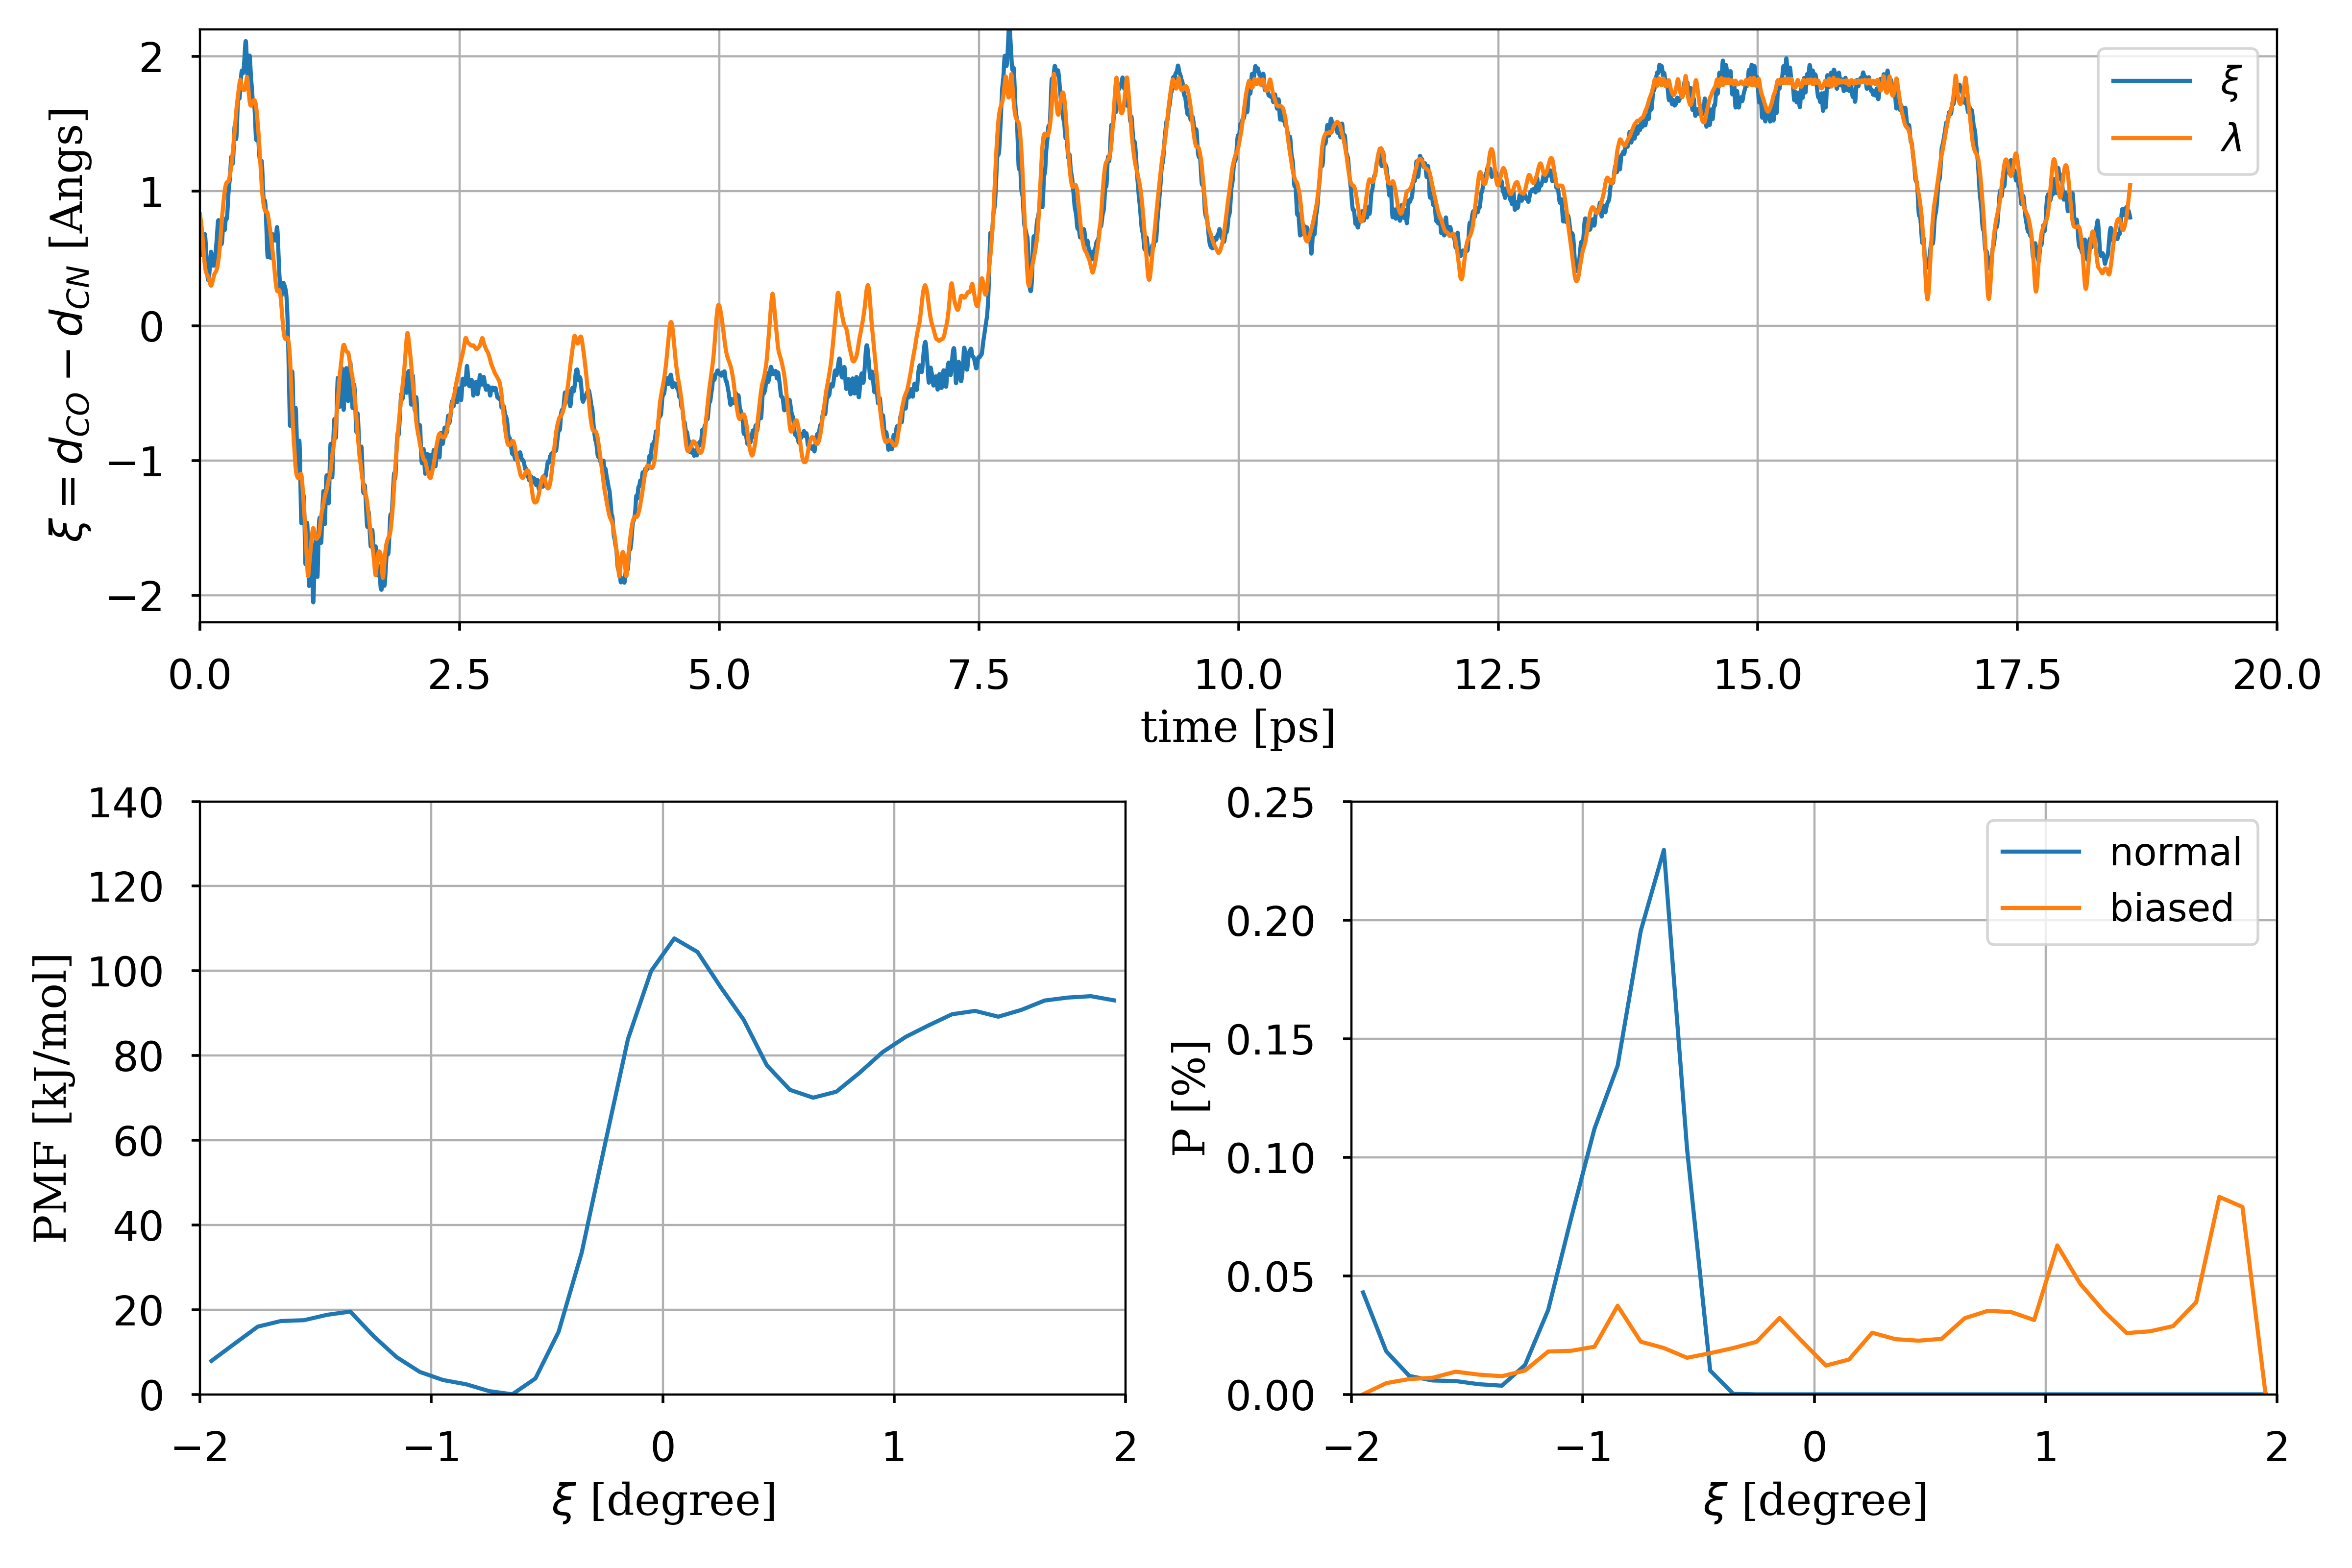 ξ = d_CO − d_CN [Angs]
2
1
0
−1
−2
ξ
λ
0.0 2.5 5.0 7.5 10.0 12.5 15.0 17.5 20.0
time [ps]
PMF [kJ/mol]
140
120
100
80
60
40
20
0
−2 −1 0 1 2
ξ [degree]
P [%]
0.25
0.20
0.15
0.10
0.05
0.00
normal
biased
−2 −1 0 1 2
ξ [degree]